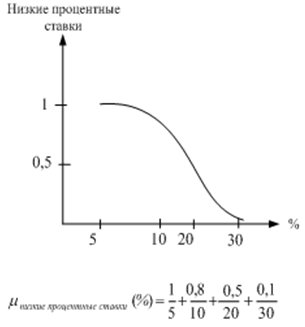 Низкие процентные
ставки
1
0,5
%
5 10 20 30
μ низкие процентные ставки (%) = 1/5 + 0,8/10 + 0,5/20 + 0,1/30